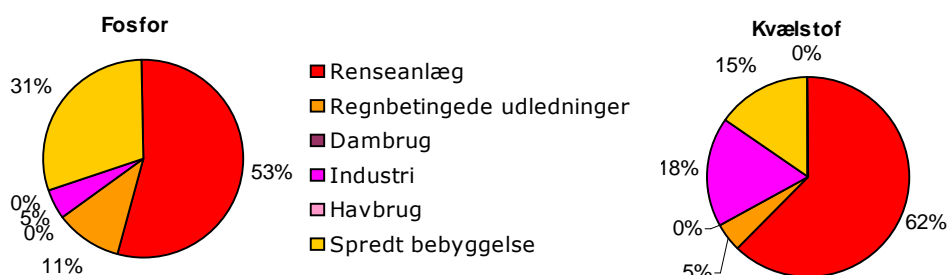 Fosfor
31%
53%
0%
5%
0%
11%
Renseanlæg
Regnbetingede udledninger
Dambrug
Industri
Havbrug
Spredt bebyggelse
Kvælstof
0%
15%
18%
0%
5%
62%